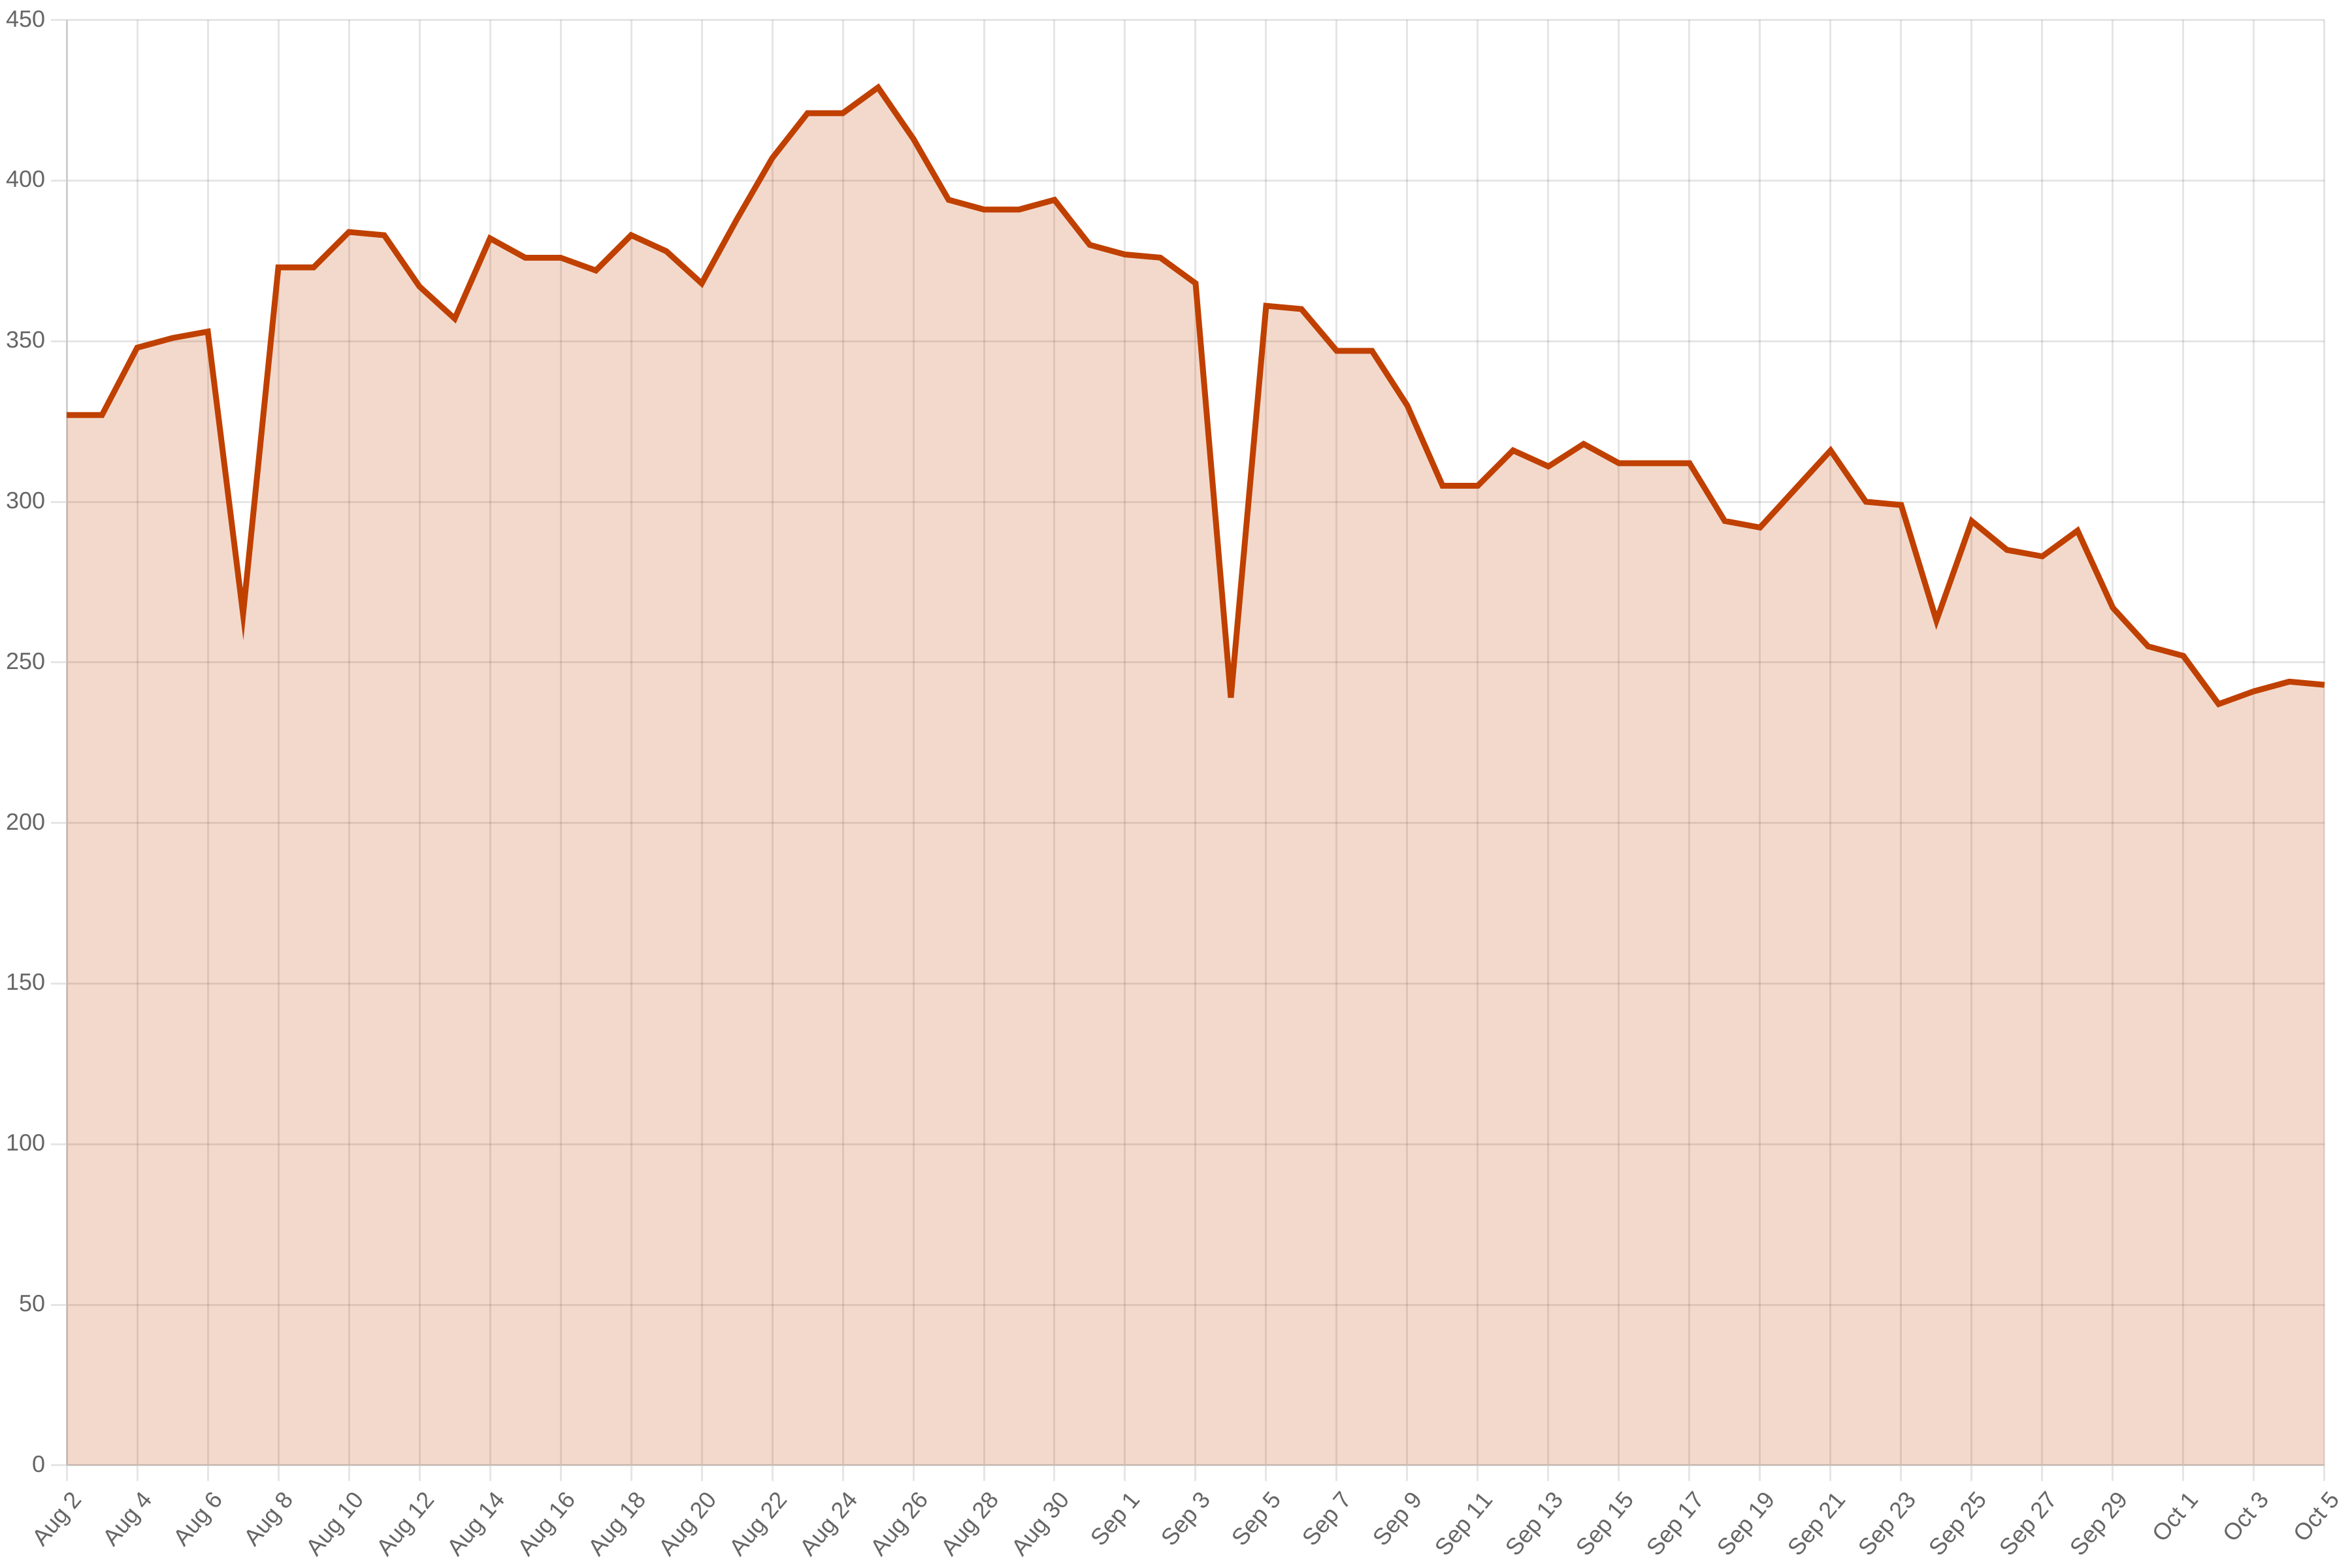 450
400
350
300
250
200
150
100
50
0
Aug 2
Aug 4
Aug 6
Aug 8
Aug 10
Aug 12
Aug 14
Aug 16
Aug 18
Aug 20
Aug 22
Aug 24
Aug 26
Aug 28
Aug 30
Sep 1
Sep 3
Sep 5
Sep 7
Sep 9
Sep 11
Sep 13
Sep 15
Sep 17
Sep 19
Sep 21
Sep 23
Sep 25
Sep 27
Sep 29
Oct 1
Oct 3
Oct 5